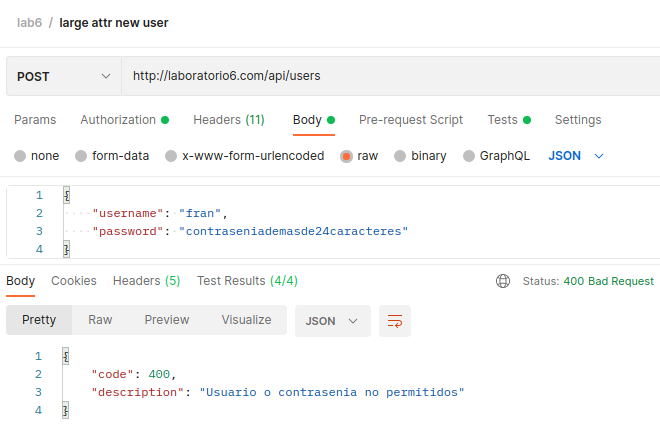 lab6 / large attr new user
POST http://laboratorio6.com/api/users
Params Authorization Headers (11) Body Pre-request Script Tests Settings
none form-data x-www-form-urlencoded raw binary GraphQL JSON
1 {
2 "username": "fran",
3 "password": "contraseniademasde24caracteres"
4 }
Body Cookies Headers (5) Test Results (4/4) Status: 400 Bad Request
Pretty Raw Preview Visualize JSON
1 {
2 "code": 400,
3 "description": "Usuario o contrasenia no permitidos"
4 }